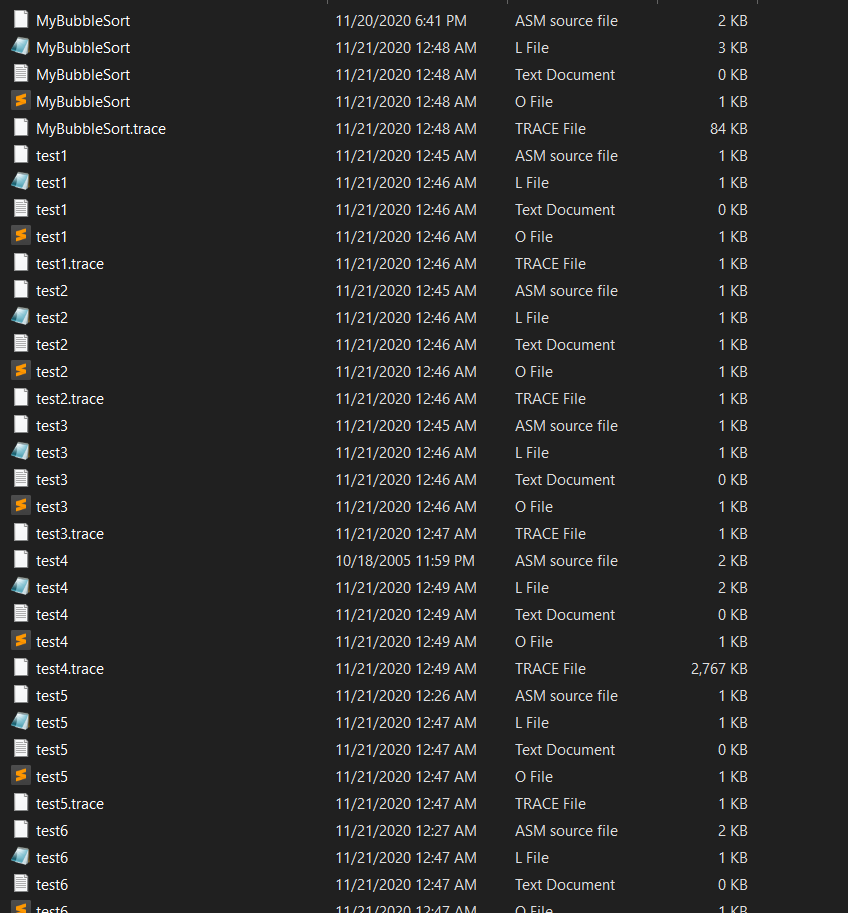 MyBubbleSort 11/20/2020 6:41 PM ASM source file 2 KB
MyBubbleSort 11/21/2020 12:48 AM L File 3 KB
MyBubbleSort 11/21/2020 12:48 AM Text Document 0 KB
MyBubbleSort 11/21/2020 12:48 AM O File 1 KB
MyBubbleSort.trace 11/21/2020 12:48 AM TRACE File 84 KB
test1 11/21/2020 12:45 AM ASM source file 1 KB
test1 11/21/2020 12:46 AM L File 1 KB
test1 11/21/2020 12:46 AM Text Document 0 KB
test1 11/21/2020 12:46 AM O File 1 KB
test1.trace 11/21/2020 12:46 AM TRACE File 1 KB
test2 11/21/2020 12:45 AM ASM source file 1 KB
test2 11/21/2020 12:46 AM L File 1 KB
test2 11/21/2020 12:46 AM Text Document 0 KB
test2 11/21/2020 12:46 AM O File 1 KB
test2.trace 11/21/2020 12:46 AM TRACE File 1 KB
test3 11/21/2020 12:45 AM ASM source file 1 KB
test3 11/21/2020 12:46 AM L File 1 KB
test3 11/21/2020 12:46 AM Text Document 0 KB
test3 11/21/2020 12:46 AM O File 1 KB
test3.trace 11/21/2020 12:47 AM TRACE File 1 KB
test4 10/18/2005 11:59 PM ASM source file 2 KB
test4 11/21/2020 12:49 AM L File 2 KB
test4 11/21/2020 12:49 AM Text Document 0 KB
test4 11/21/2020 12:49 AM O File 1 KB
test4.trace 11/21/2020 12:49 AM TRACE File 2,767 KB
test5 11/21/2020 12:26 AM ASM source file 1 KB
test5 11/21/2020 12:47 AM L File 1 KB
test5 11/21/2020 12:47 AM Text Document 0 KB
test5 11/21/2020 12:47 AM O File 1 KB
test5.trace 11/21/2020 12:47 AM TRACE File 1 KB
test6 11/21/2020 12:27 AM ASM source file 2 KB
test6 11/21/2020 12:47 AM L File 1 KB
test6 11/21/2020 12:47 AM Text Document 0 KB
test6 11/21/2020 12:47 AM O File 1 KB